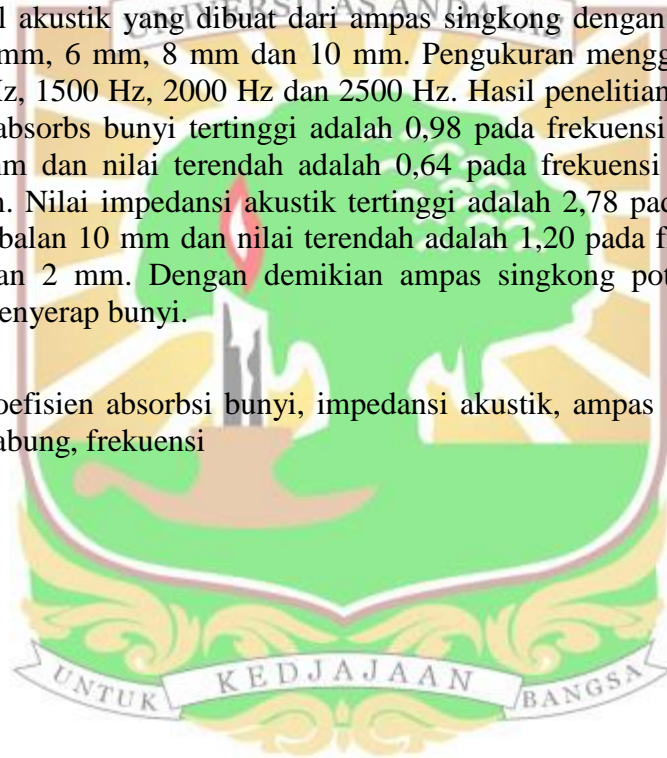 l akustik yang dibuat dari ampas singkong dengan
UNIVERSITAS ANDALAS
mm, 6 mm, 8 mm dan 10 mm. Pengukuran mengg
Hz, 1500 Hz, 2000 Hz dan 2500 Hz. Hasil penelitian
absorbs bunyi tertinggi adalah 0,98 pada frekuensi
m dan nilai terendah adalah 0,64 pada frekuensi
n. Nilai impedansi akustik tertinggi adalah 2,78 pad
balan 10 mm dan nilai terendah adalah 1,20 pada f
an 2 mm. Dengan demikian ampas singkong pot
enyerap bunyi.
oefisien absorbsi bunyi, impedansi akustik, ampas
abung, frekuensi
UNTUK KEDJAJAAN BANGSA